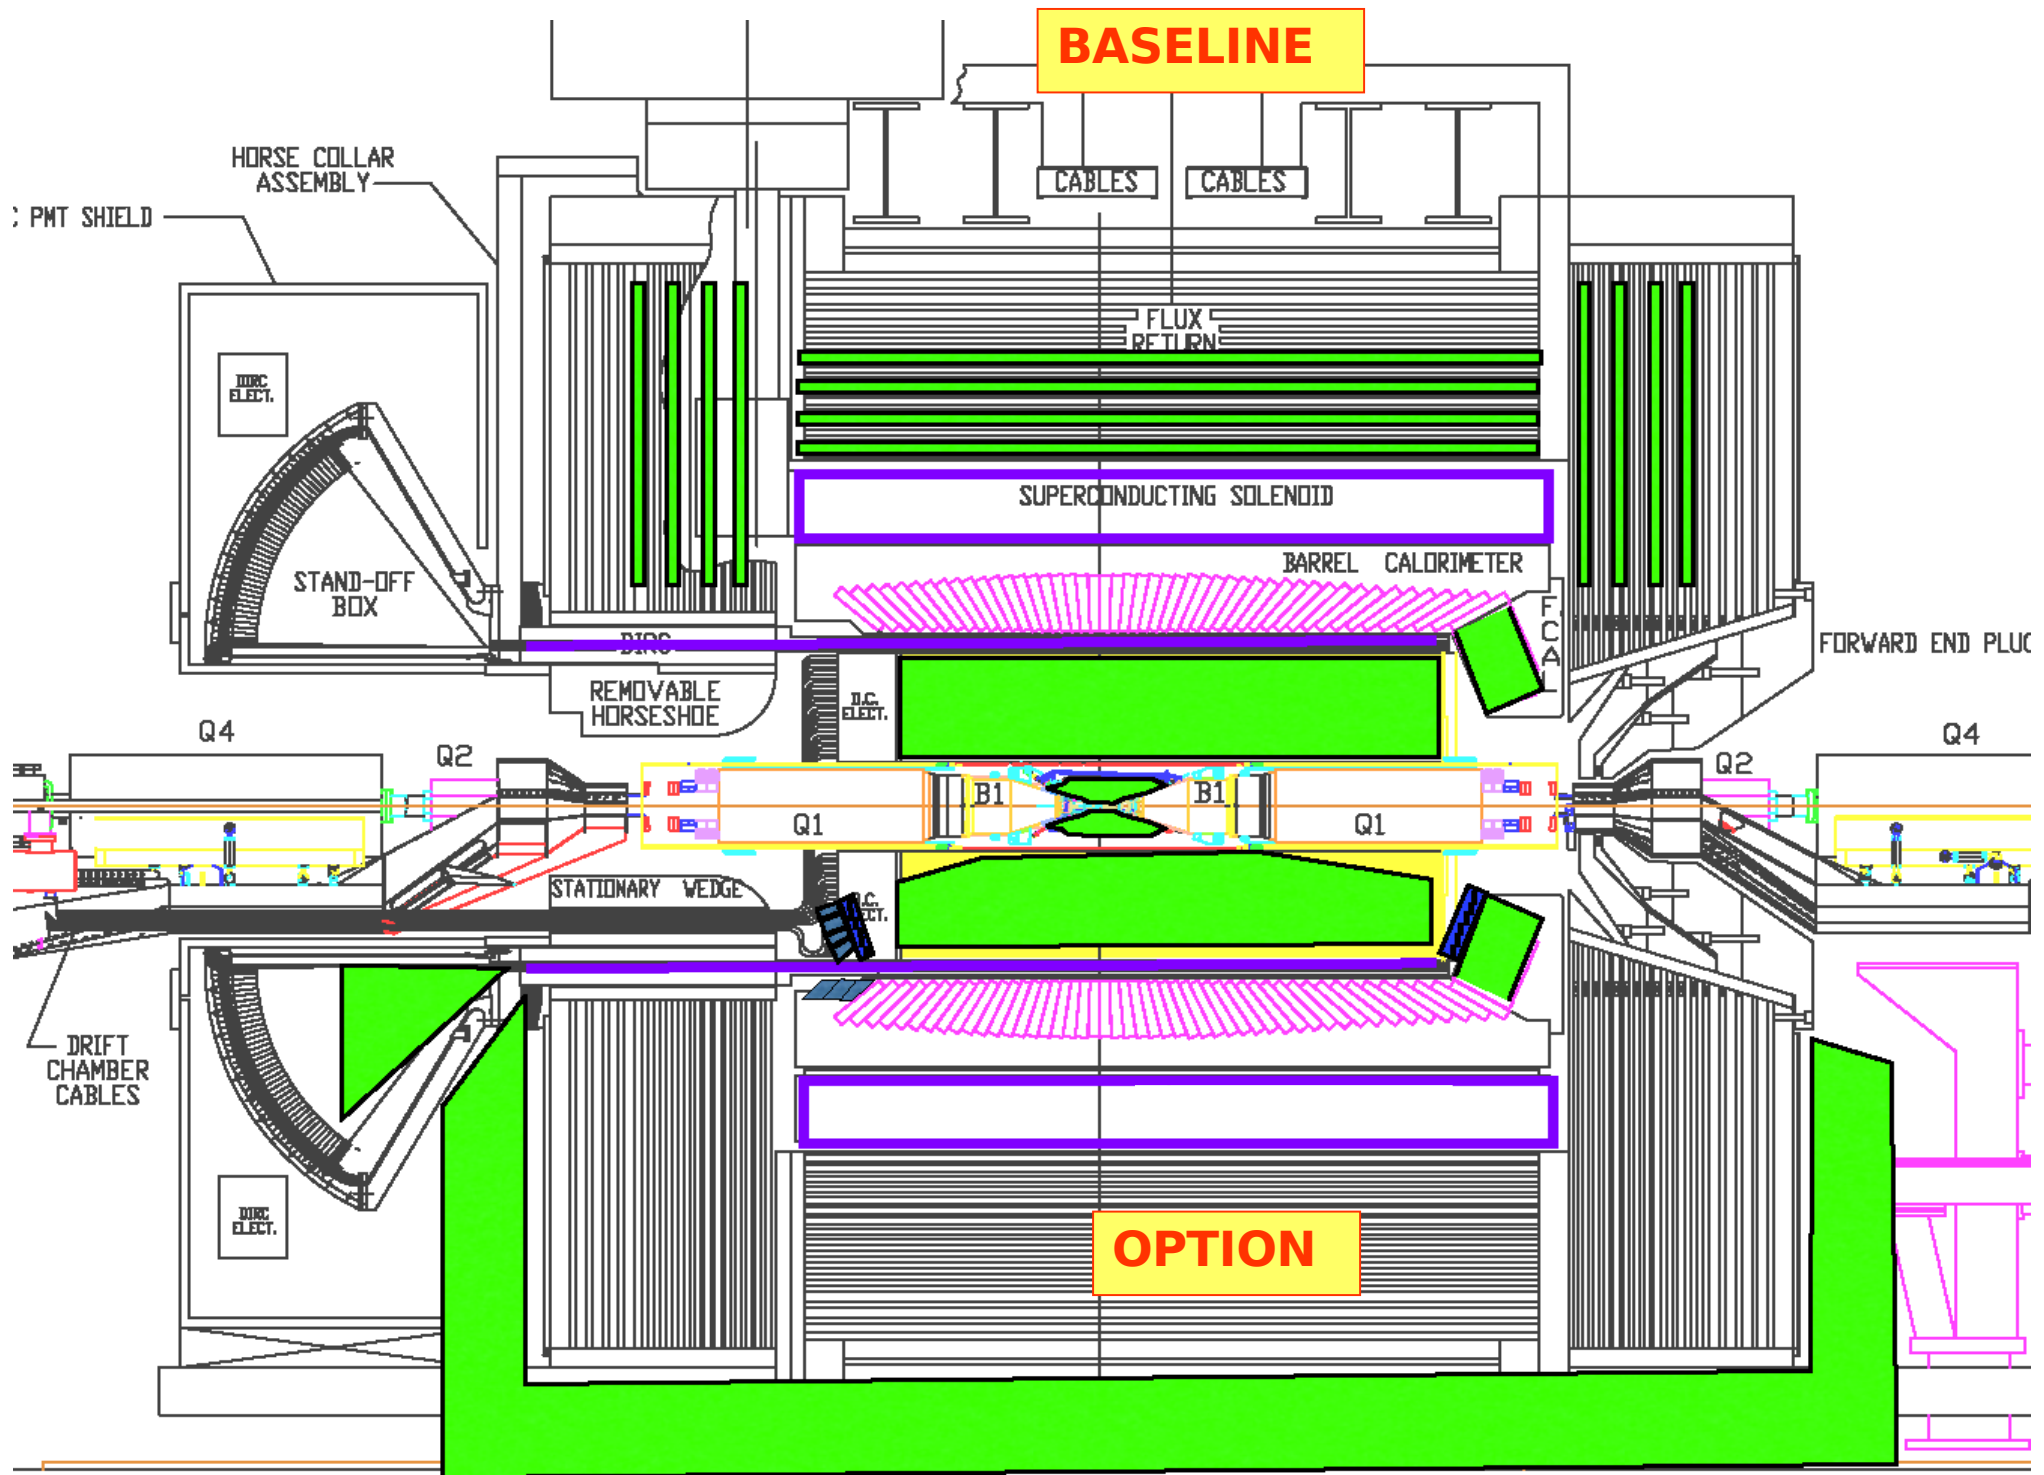 BASELINE
HORSE COLLAR
ASSEMBLY
CABLES
CABLES
PMT SHIELD
FLUX
RETURN
DIRC
ELECT.
SUPERCONDUCTING SOLENOID
BARREL CALORIMETER
STAND-OFF
BOX
F.
C
A
L
DIRC
FORWARD END PLUG
REMOVABLE
HORSESHOE
D.C.
ELECT.
Q4
Q2
Q2
Q4
B1
B1
Q1
Q1
STATIONARY WEDGE
DRIFT
CHAMBER
CABLES
DIRC
ELECT.
OPTION